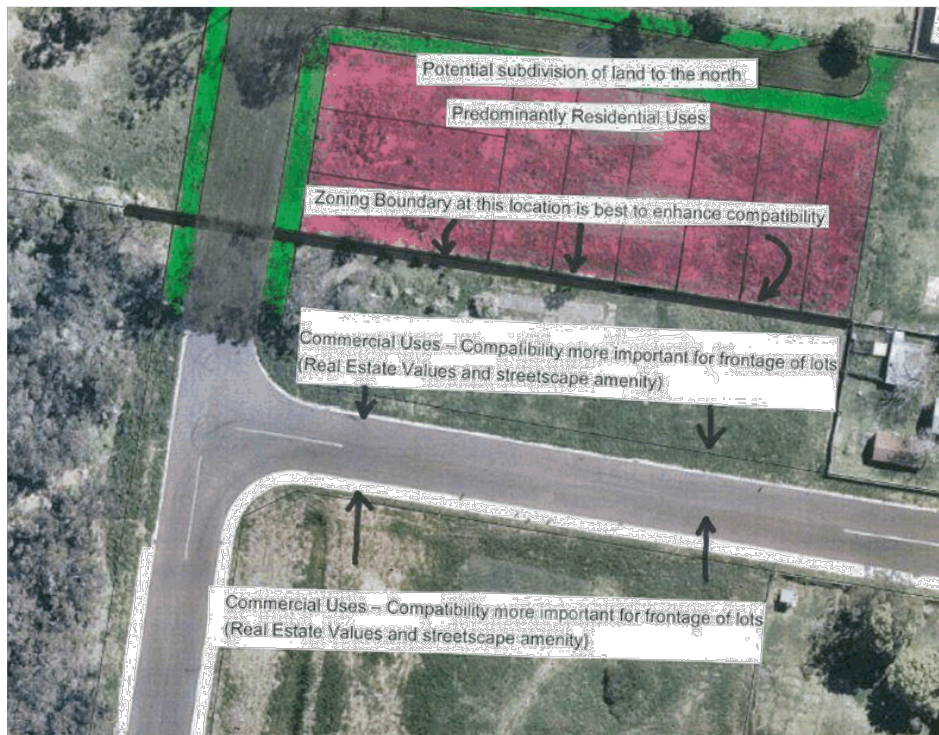 Potential subdivision of land to the north
Predominantly Residential Uses
Zoning Boundary at this location is best to enhance compatibility
Commercial Uses – Compatibility more important for frontage of lots
(Real Estate Values and streetscape amenity)
Commercial Uses – Compatibility more important for frontage of lots
(Real Estate Values and streetscape amenity)